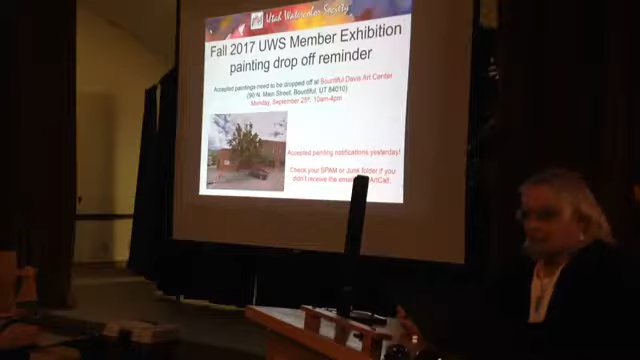 Utah Watercolor Society
Fall 2017 UWS Member Exhibition
painting drop off reminder
Accepted paintings need to be dropped off at Bountiful Davis Art Center
(90 N. Main Street, Bountiful, UT 84010)
Monday, September 25th, 10am-4pm
Accepted painting notifications yesterday!
Check your SPAM or Junk folder if you
didn't receive the email ArtCall.